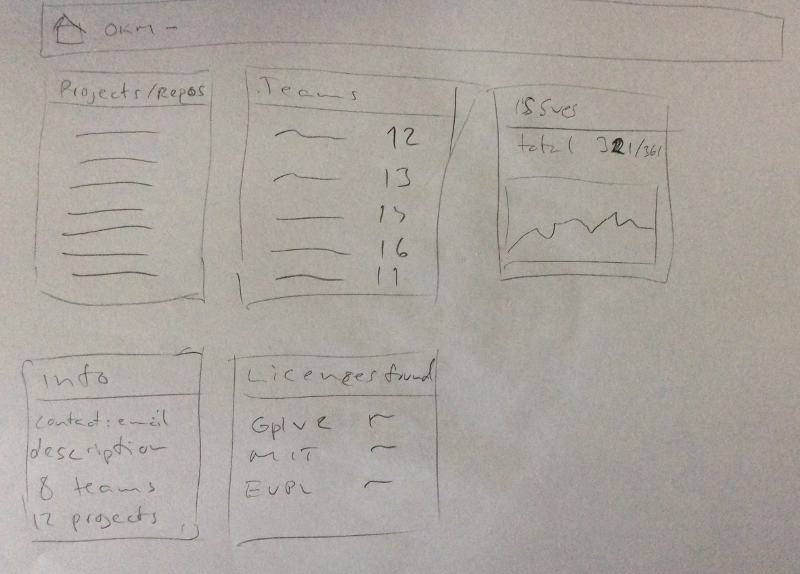 OKM -
Projects/Repos
Teams
12
13
15
16
11
issues
total 321/361
Info
contact: email
description
8 teams
12 projects
Licenses found
Gplv2
MIT
EUPL